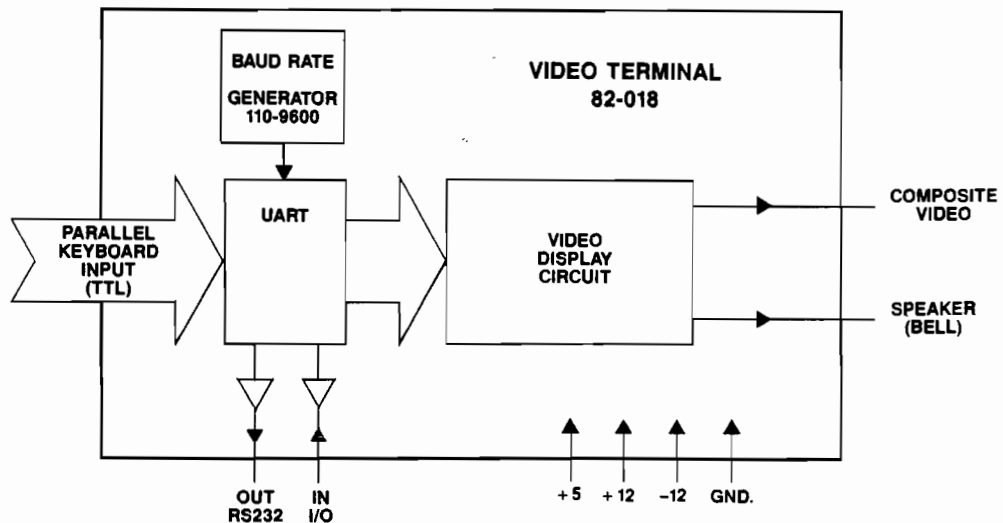 BAUD RATE
GENERATOR
110-9600
VIDEO TERMINAL
82-018
PARALLEL
KEYBOARD
INPUT
(TTL)
UART
VIDEO
DISPLAY
CIRCUIT
COMPOSITE
VIDEO
SPEAKER
(BELL)
OUT
RS232
IN
I/O
+5
+12
-12
GND.